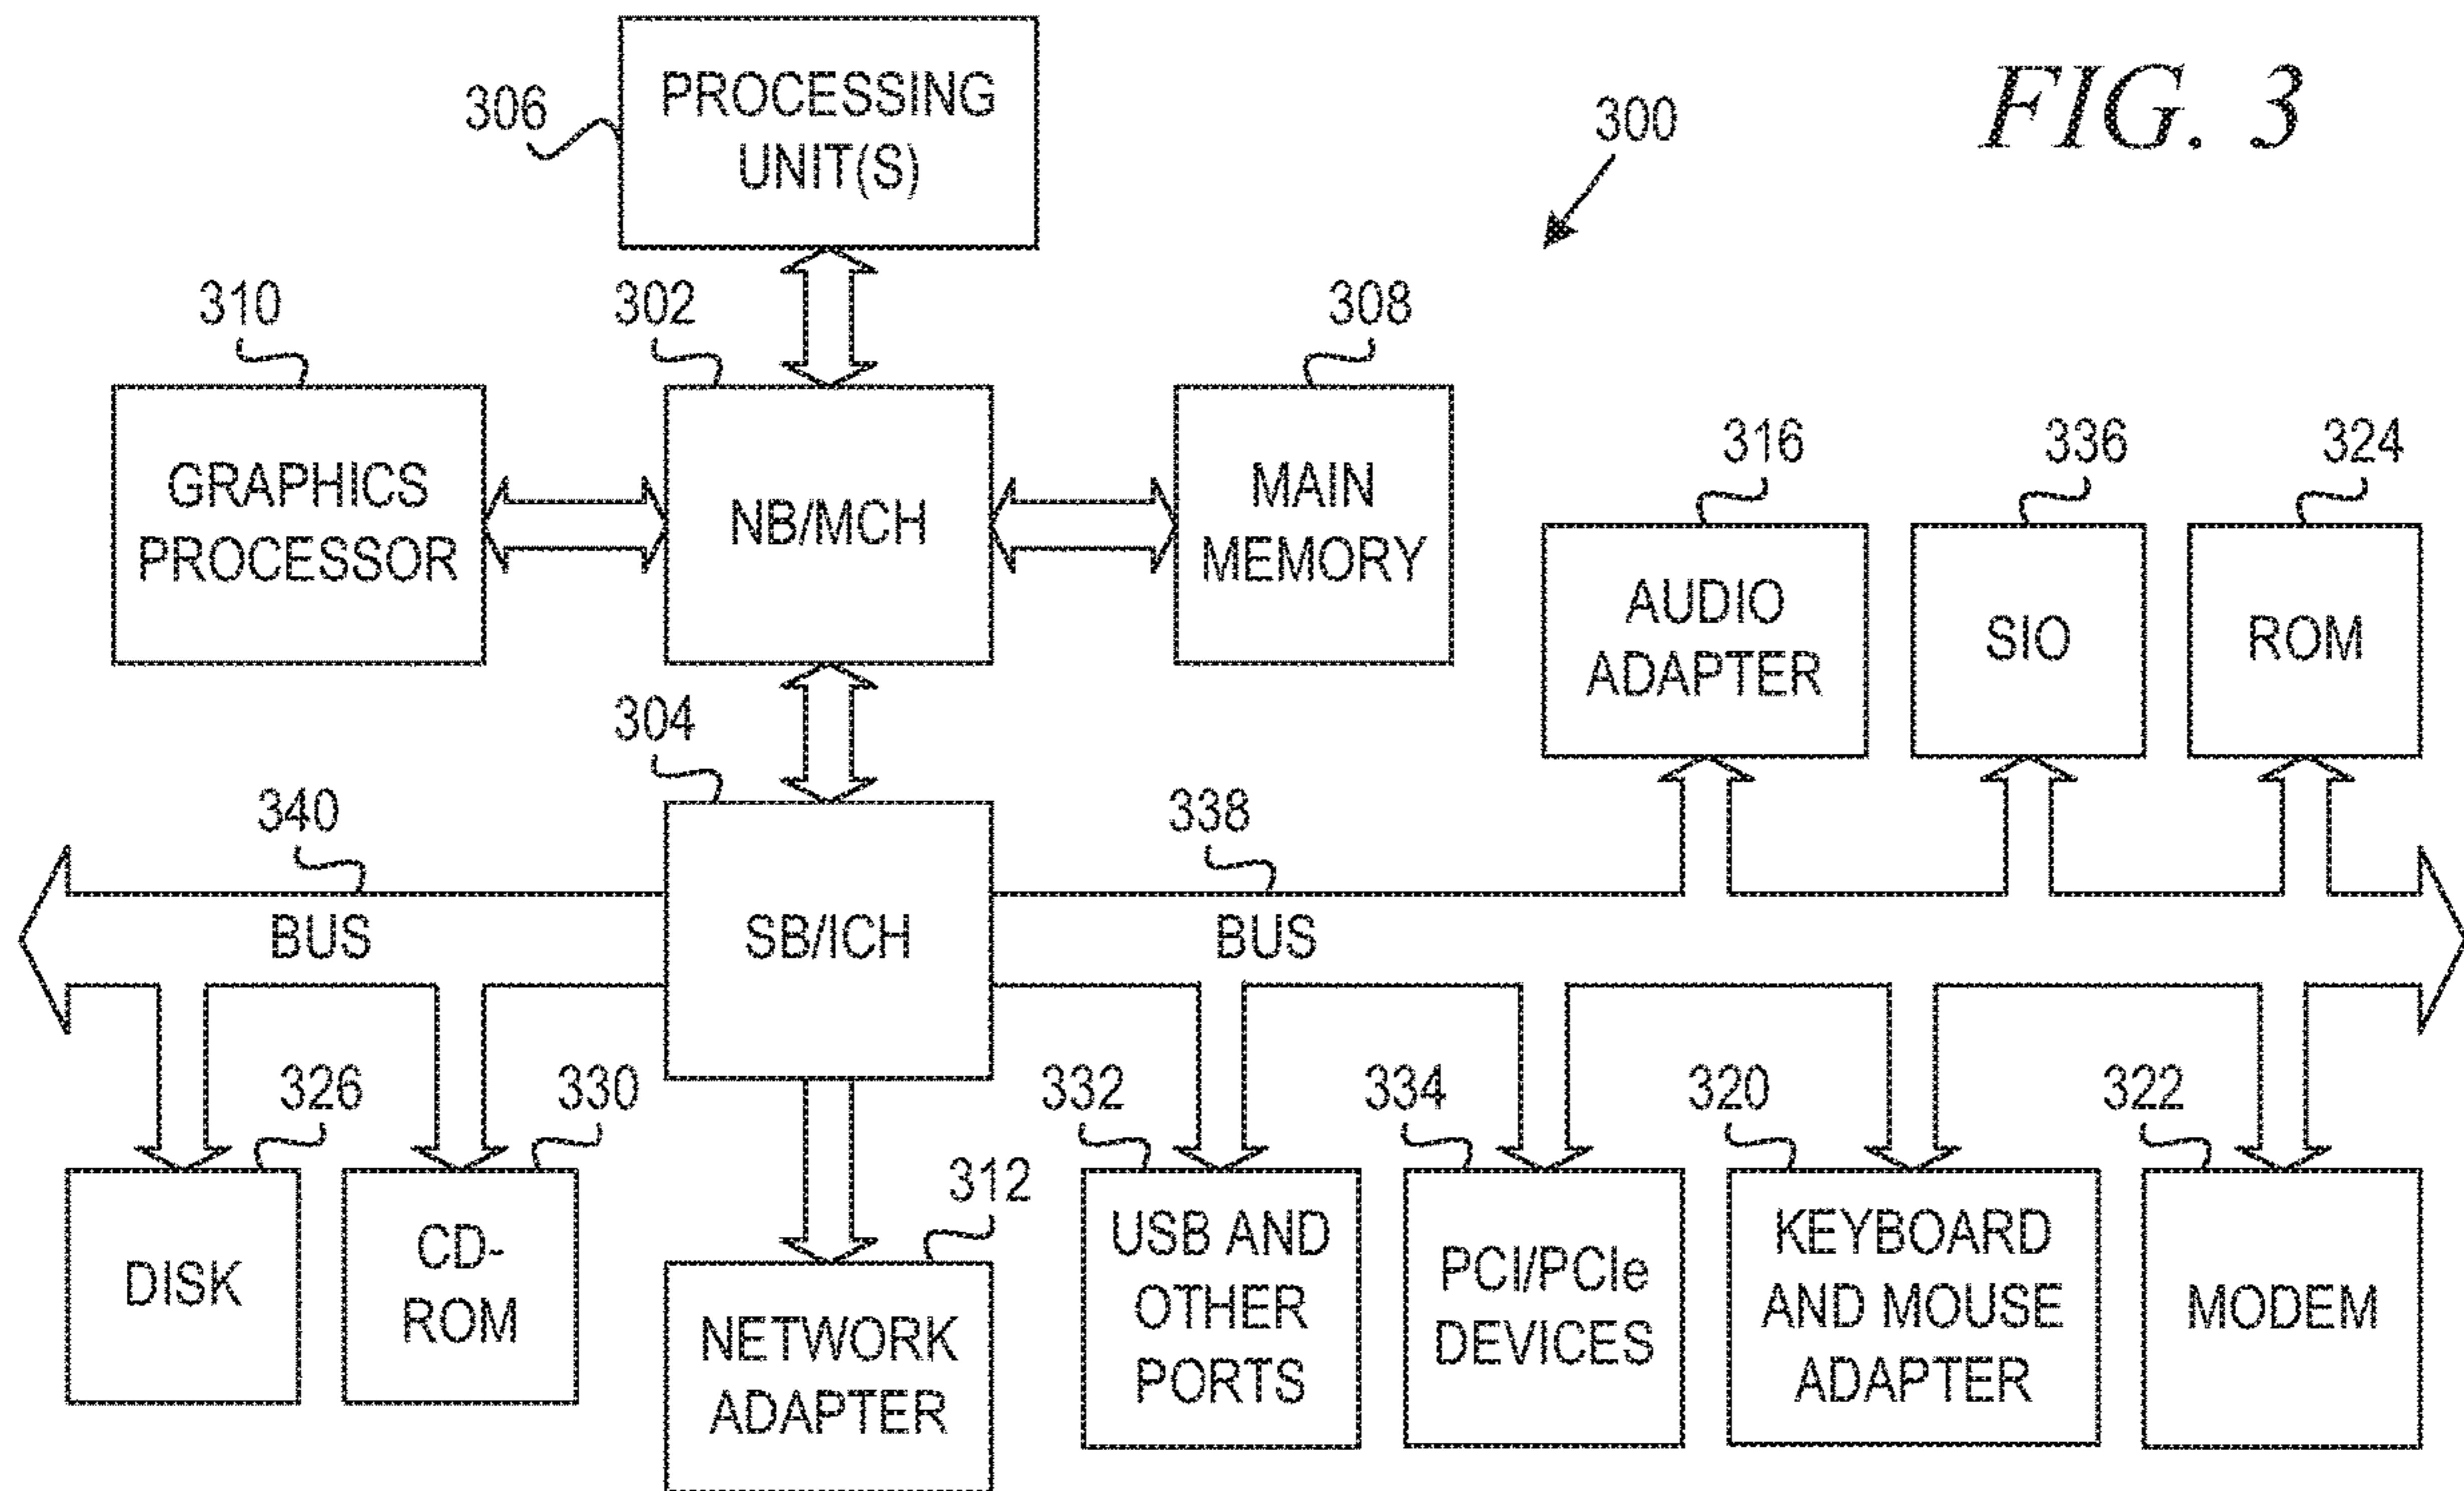 FIG. 3
300
306
PROCESSING
UNIT(S)
310
302
308
GRAPHICS
PROCESSOR
NB/MCH
MAIN
MEMORY
316
336
324
AUDIO
ADAPTER
SIO
ROM
304
340
338
BUS
SB/ICH
BUS
326
330
312
332
334
320
322
DISK
CD-
ROM
NETWORK
ADAPTER
USB AND
OTHER
PORTS
PCI/PCIe
DEVICES
KEYBOARD
AND MOUSE
ADAPTER
MODEM